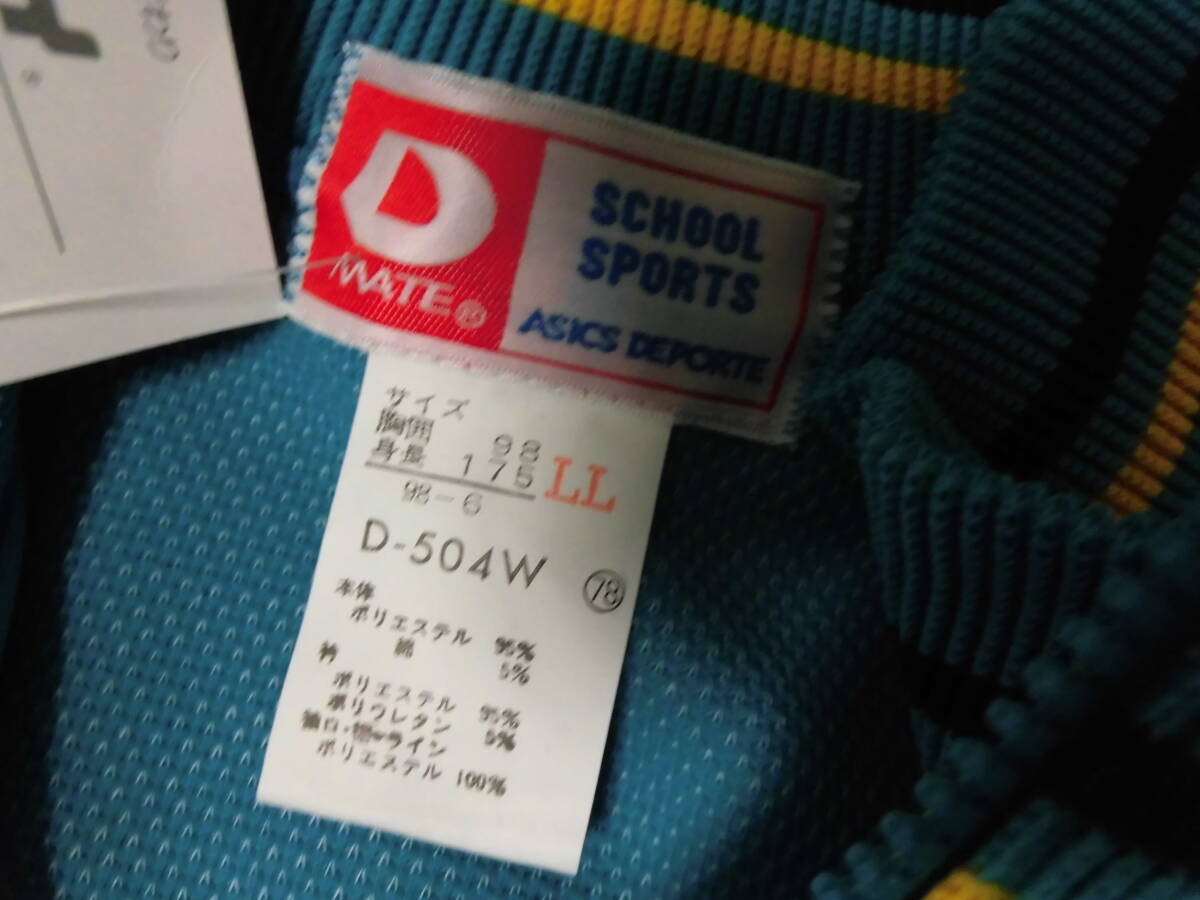 D
MATE®
SCHOOL
SPORTS
ASICS DEPORTE
サイズ
胸囲 98
身長 175 LL
92-6
D-504W 78
本体
ポリエステル 95%
綿 5%
衿
ポリエステル 95%
ポリウレタン 5%
袖口・裾・ライン
ポリエステル 100%